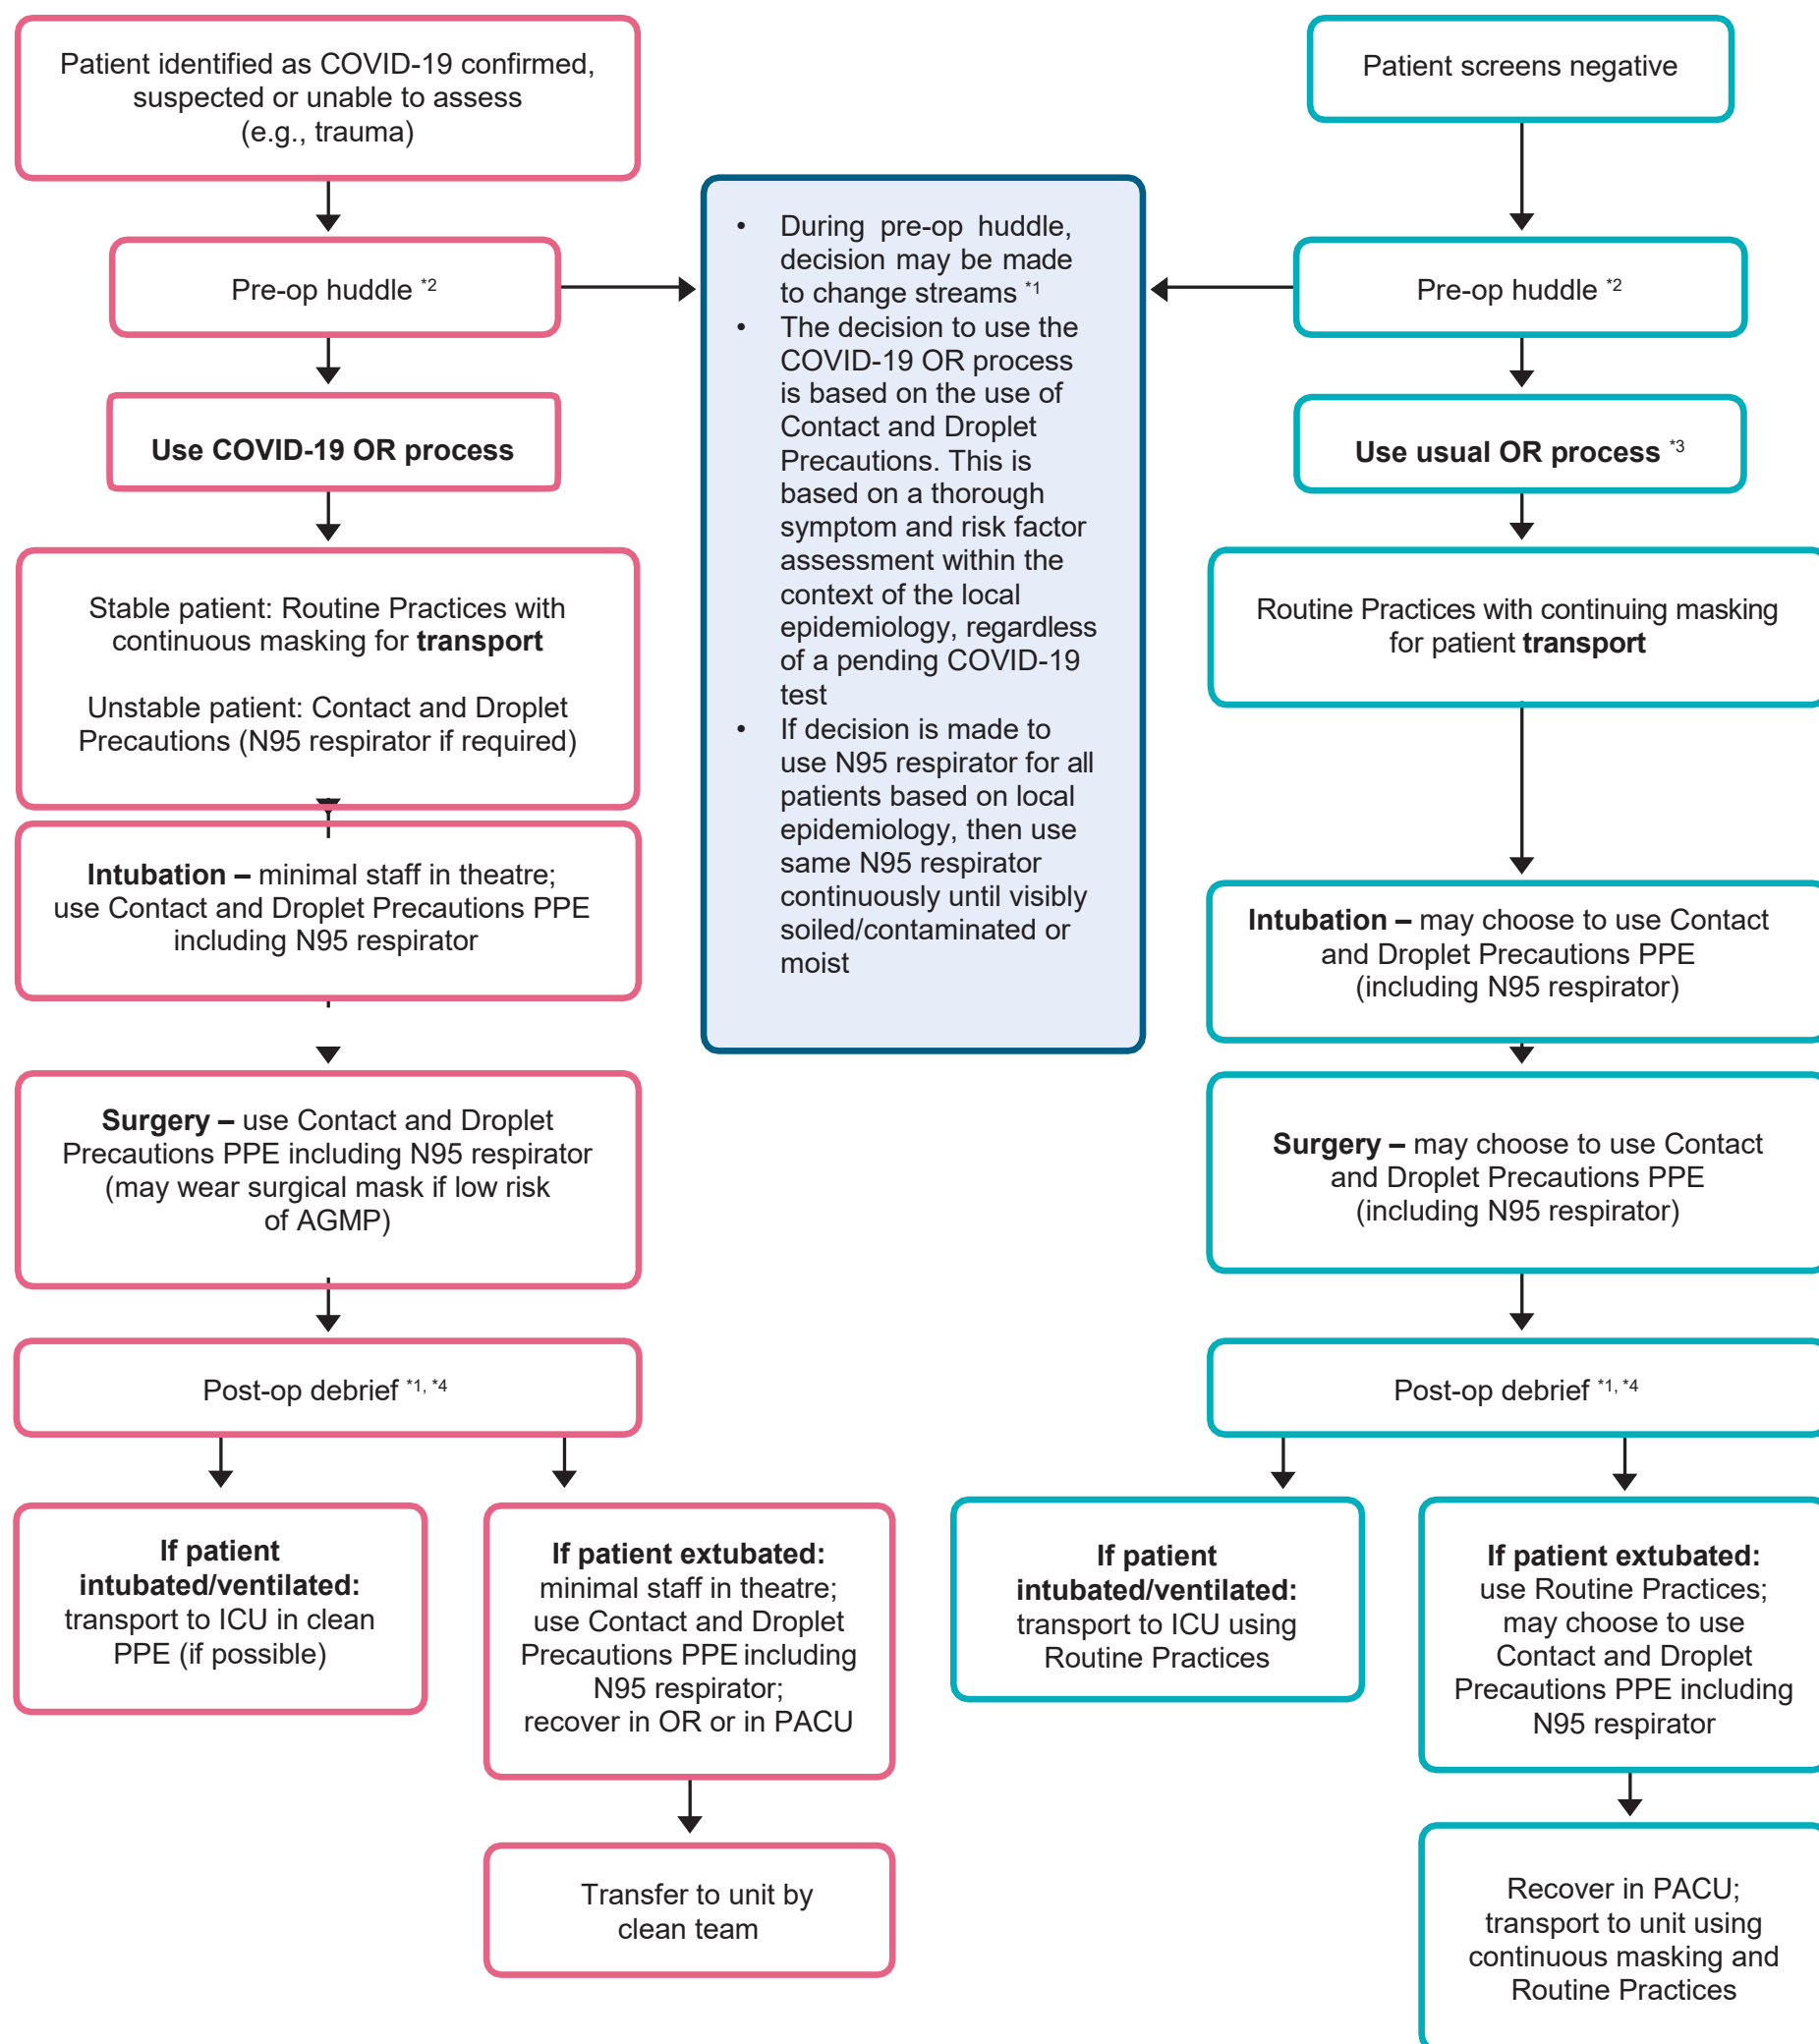 Patient identified as COVID-19 confirmed,
suspected or unable to assess
(e.g., trauma)
Pre-op huddle *2
Use COVID-19 OR process
Stable patient: Routine Practices with
continuous masking for transport
Unstable patient: Contact and Droplet
Precautions (N95 respirator if required)
Intubation – minimal staff in theatre;
use Contact and Droplet Precautions PPE
including N95 respirator
Surgery – use Contact and Droplet
Precautions PPE including N95 respirator
(may wear surgical mask if low risk
of AGMP)
Post-op debrief *1, *4
If patient
intubated/ventilated:
transport to ICU in clean
PPE (if possible)
If patient extubated:
minimal staff in theatre;
use Contact and Droplet
Precautions PPE including
N95 respirator;
recover in OR or in PACU
Transfer to unit by
clean team
• During pre-op huddle,
decision may be made
to change streams *1
• The decision to use the
COVID-19 OR process
is based on the use of
Contact and Droplet
Precautions. This is
based on a thorough
symptom and risk factor
assessment within the
context of the local
epidemiology, regardless
of a pending COVID-19
test
• If decision is made to
use N95 respirator for all
patients based on local
epidemiology, then use
same N95 respirator
continuously until visibly
soiled/contaminated or
moist
Patient screens negative
Pre-op huddle *2
Use usual OR process *3
Routine Practices with continuing masking
for patient transport
Intubation – may choose to use Contact
and Droplet Precautions PPE
(including N95 respirator)
Surgery – may choose to use Contact
and Droplet Precautions PPE
(including N95 respirator)
Post-op debrief *1, *4
If patient
intubated/ventilated:
transport to ICU using
Routine Practices
If patient extubated:
use Routine Practices;
may choose to use
Contact and Droplet
Precautions PPE including
N95 respirator
Recover in PACU;
transport to unit using
continuous masking and
Routine Practices